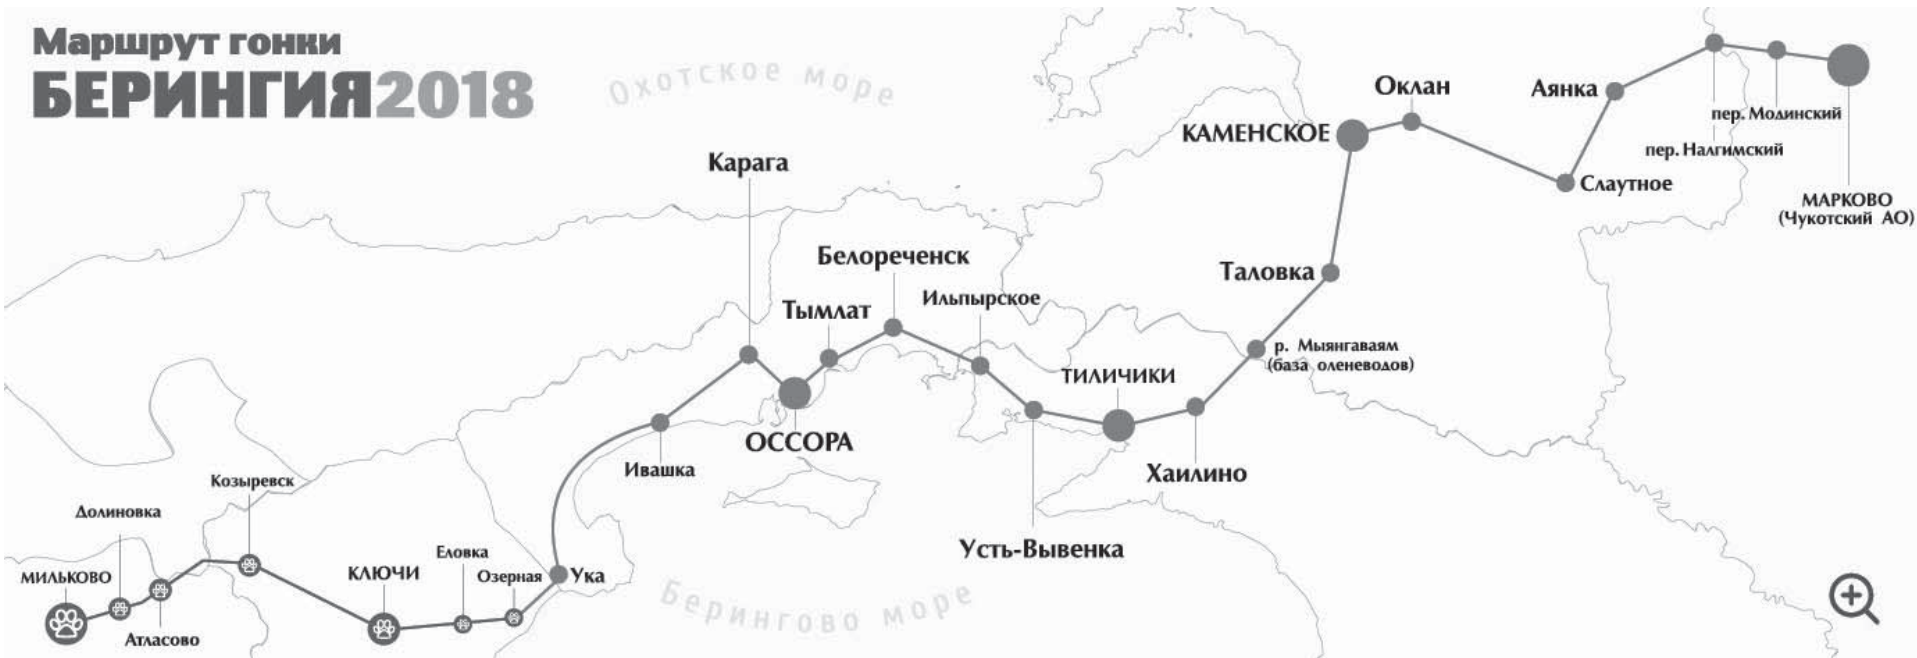 Маршрут гонки
БЕРИНГИЯ2018
Охотское море
Берингово море
МИЛЬКОВО
Долиновка
Атласово
Козыревск
КЛЮЧИ
Еловка
Озерная
Ука
Ивашка
Карага
ОССОРА
Тымлат
Белореченск
Ильпырское
Усть-Вывенка
ТИЛИЧИКИ
Хаилино
р. Мыянгаваям
(база оленеводов)
Таловка
КАМЕНСКОЕ
Оклан
Слаутное
Аянка
пер. Налгимский
пер. Модинский
МАРКОВО
(Чукотский АО)